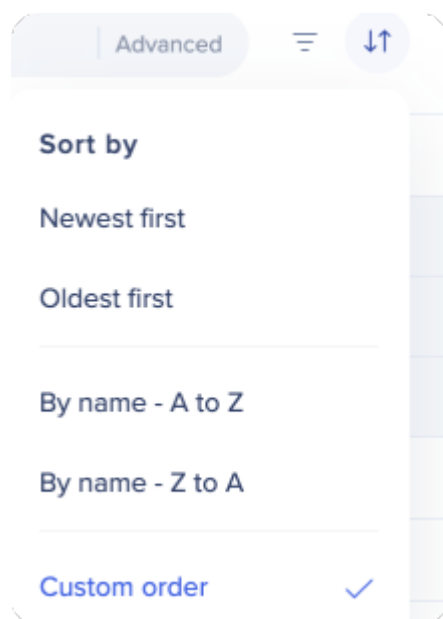 Advanced
Sort by
Newest first
Oldest first
By name - A to Z
By name - Z to A
Custom order